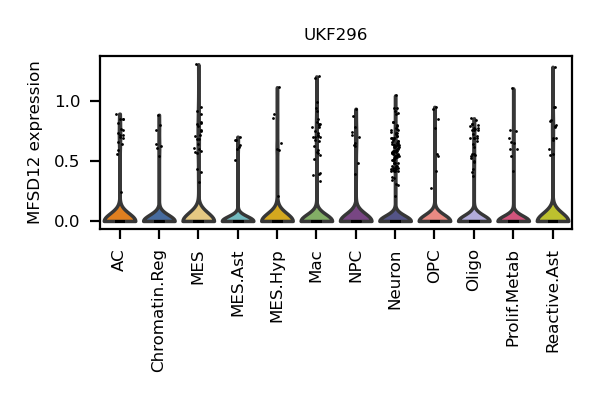 UKF296
MFSD12 expression
1.0
0.5
0.0
AC
Chromatin.Reg
MES
MES.Ast
MES.Hyp
Mac
NPC
Neuron
OPC
Oligo
Prolif.Metab
Reactive.Ast